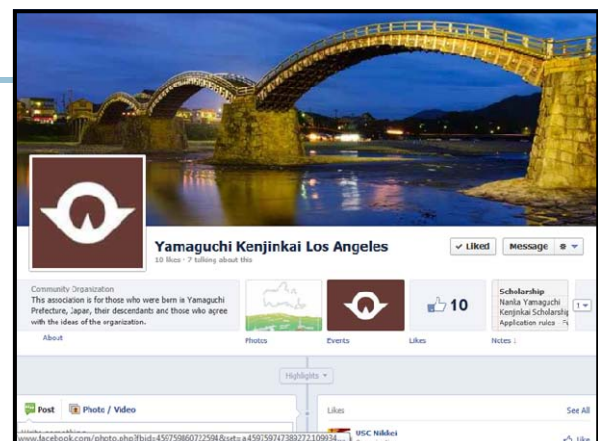 Yamaguchi Kenjinkai Los Angeles
10 likes · 7 talking about this
✓ Liked
Message
Community Organization
This association is for those who were born in Yamaguchi
Prefecture, Japan, their descendants and those who agree
with the ideas of the organization.
About
Photos
Events
10
Likes
Scholarship
Nanka Yamaguchi
Kenjinkai Scholarship
Application rules
1
Notes
Highlights
Post
Photo / Video
Likes
See All
USC Nikkei
Like